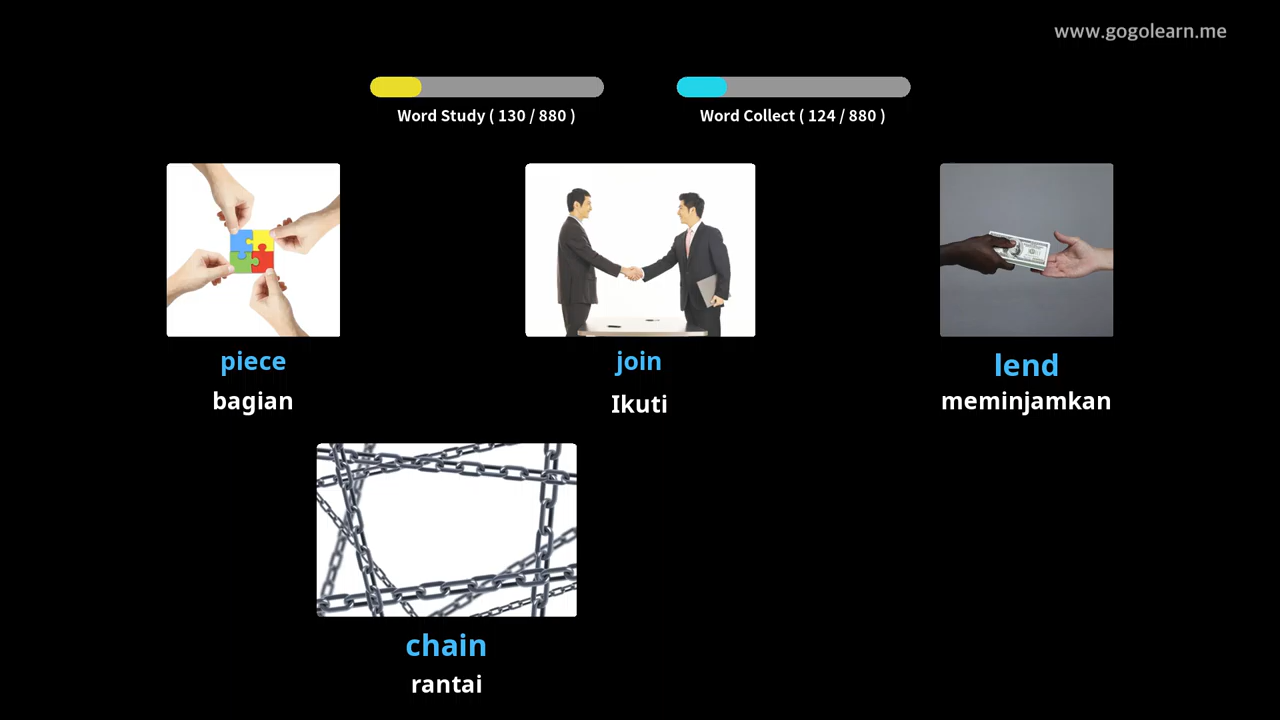 www.gogolearn.me
Word Study ( 130 / 880 )
Word Collect ( 124 / 880 )
piece
bagian
join
Ikuti
lend
meminjamkan
chain
rantai